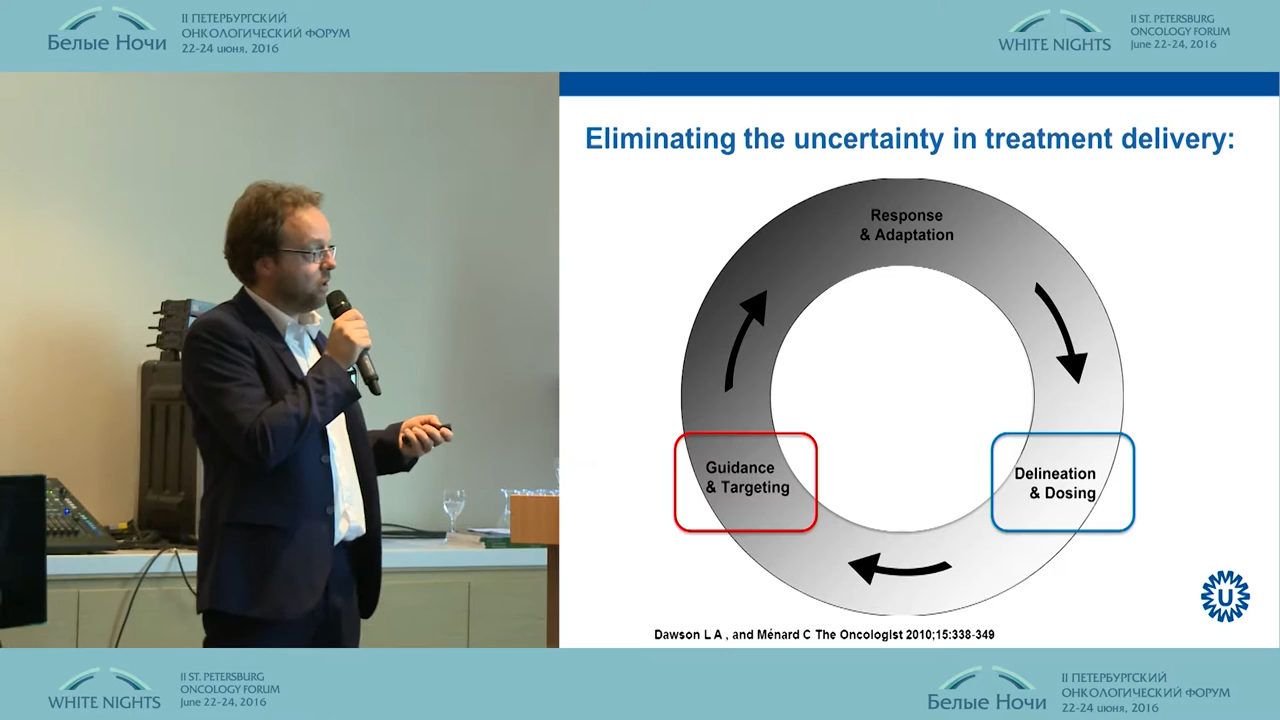 Белые Ночи
II ПЕТЕРБУРГСКИЙ
ОНКОЛОГИЧЕСКИЙ ФОРУМ
22-24 июня, 2016
WHITE NIGHTS
II ST. PETERSBURG
ONCOLOGY FORUM
June 22-24, 2016
Eliminating the uncertainty in treatment delivery:
Response
& Adaptation
Guidance
& Targeting
Delineation
& Dosing
U
Dawson L A , and Ménard C The Oncologist 2010;15:338-349
WHITE NIGHTS
II ST. PETERSBURG
ONCOLOGY FORUM
June 22-24, 2016
Белые Ночи
II ПЕТЕРБУРГСКИЙ
ОНКОЛОГИЧЕСКИЙ ФОРУМ
22-24 июня, 2016